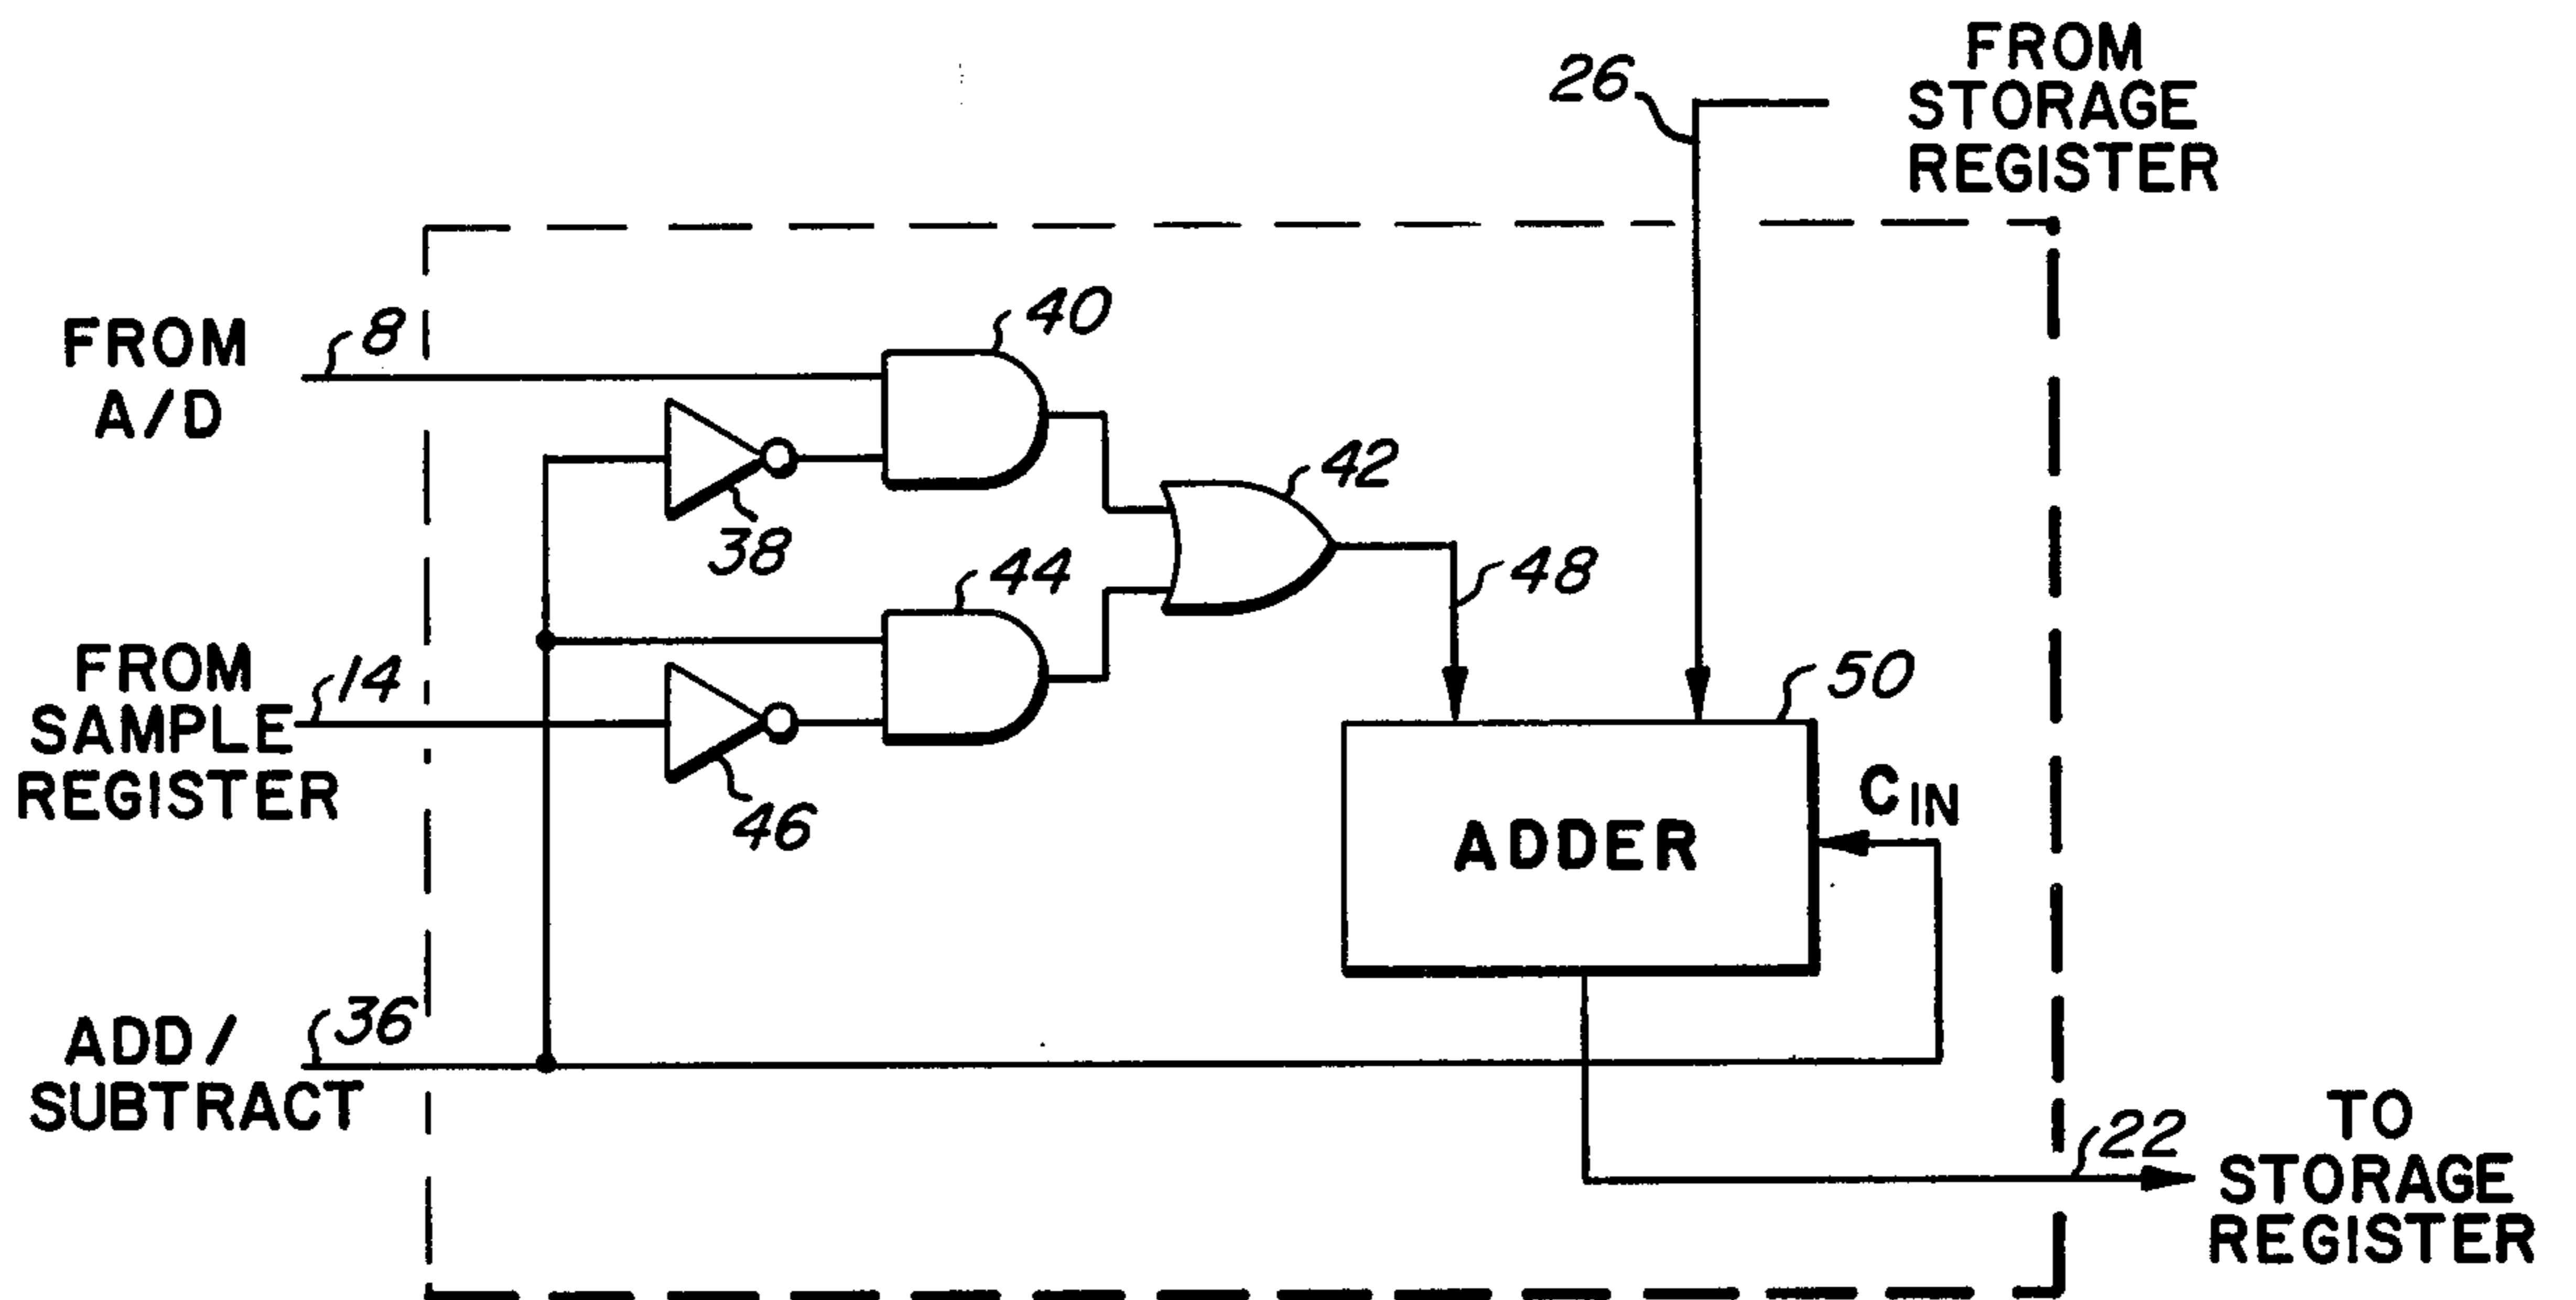 FROM
STORAGE
REGISTER
26
40
FROM
A/D
8
42
38
44
48
FROM
SAMPLE
REGISTER
14
50
46
C IN
ADDER
ADD/
SUBTRACT
36
22
TO
STORAGE
REGISTER